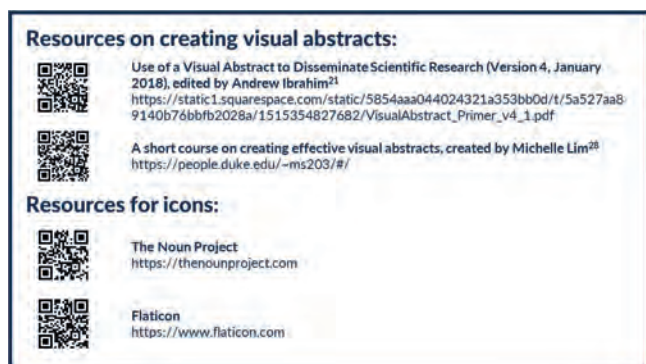 Resources on creating visual abstracts:
Use of a Visual Abstract to Disseminate Scientific Research (Version 4, January
2018), edited by Andrew Ibrahim²¹
https://static1.squarespace.com/static/5854aaa044024321a353bb0d/t/5a527aa8
9140b76bbfb2028a/1515354827682/VisualAbstract_Primer_v4_1.pdf
A short course on creating effective visual abstracts, created by Michelle Lim²⁸
https://people.duke.edu/~ms203/#/
Resources for icons:
The Noun Project
https://thenounproject.com
Flaticon
https://www.flaticon.com